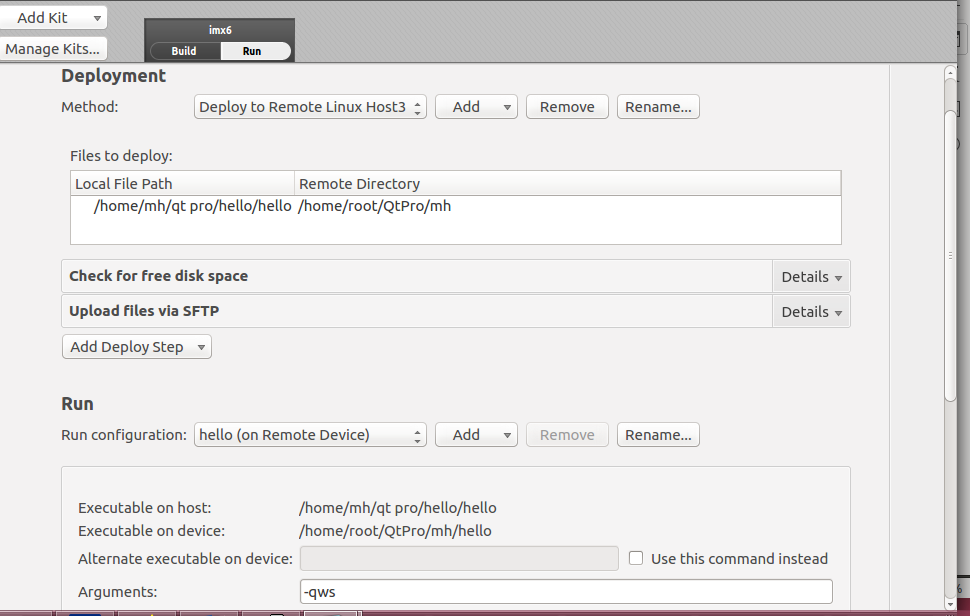 Add Kit
Manage Kits...
imx6
Build Run
Deployment
Method: Deploy to Remote Linux Host3 Add Remove Rename...
Files to deploy:
Local File Path Remote Directory
/home/mh/qt pro/hello/hello /home/root/QtPro/mh
Check for free disk space Details
Upload files via SFTP Details
Add Deploy Step
Run
Run configuration: hello (on Remote Device) Add Remove Rename...
Executable on host: /home/mh/qt pro/hello/hello
Executable on device: /home/root/QtPro/mh/hello
Alternate executable on device: Use this command instead
Arguments: -qws